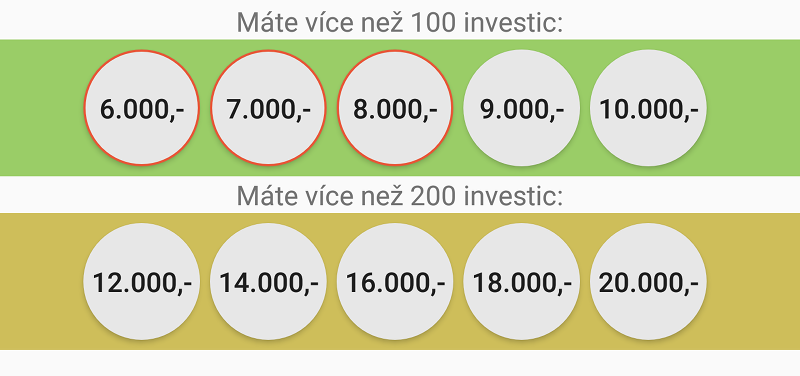 Máte více než 100 investic:
6.000,- 7.000,- 8.000,- 9.000,- 10.000,-
Máte více než 200 investic:
12.000,- 14.000,- 16.000,- 18.000,- 20.000,-